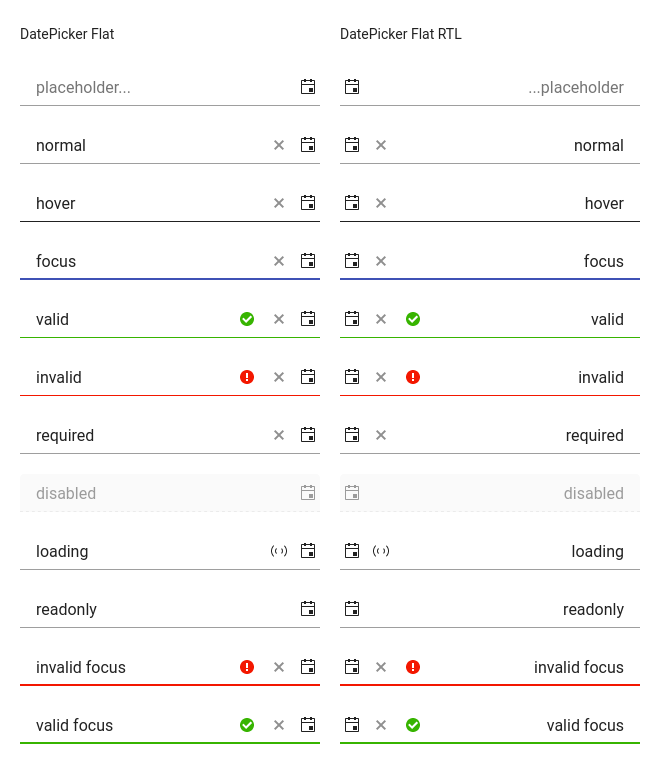 DatePicker Flat
placeholder...
normal
hover
focus
valid
invalid
required
disabled
loading
readonly
invalid focus
valid focus
DatePicker Flat RTL
...placeholder
normal
hover
focus
valid
invalid
required
disabled
loading
readonly
invalid focus
valid focus